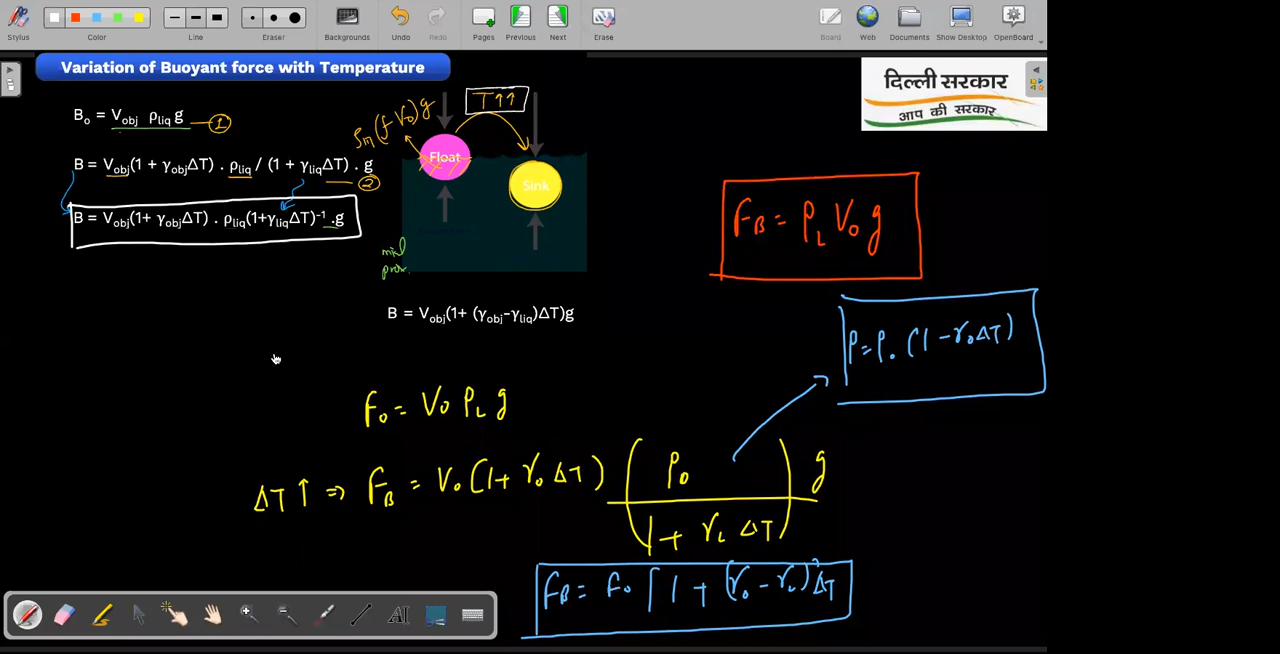 Stylus Color Line Eraser Backgrounds Undo Redo Pages Previous Next Erase Board Web Documents Show Desktop OpenBoard
Variation of Buoyant force with Temperature
दिल्ली सरकार
आप की सरकार
B₀ = V_obj ρ_liq g ①
B = V_obj(1 + γ_objΔT) . ρ_liq / (1 + γ_liqΔT) . g
②
B = V_obj(1+ γ_objΔT) . ρ_liq(1+γ_liqΔT)⁻¹ .g
T↑↑
(f V₀) g
Float
Sink
B = V_obj(1+ (γ_obj-γ_liq)ΔT)g
F_B = ρ_L V₀ g
ρ = ρ₀ (1 - γ₀ΔT)
F₀ = V₀ ρ_L g
ΔT ↑ ⇒ F_B = V₀ (1 + γ₀ ΔT) (ρ₀ / 1 + γ_L ΔT) g
F_B = F₀ [ 1 + (γ₀ - γ_L) ΔT
AI